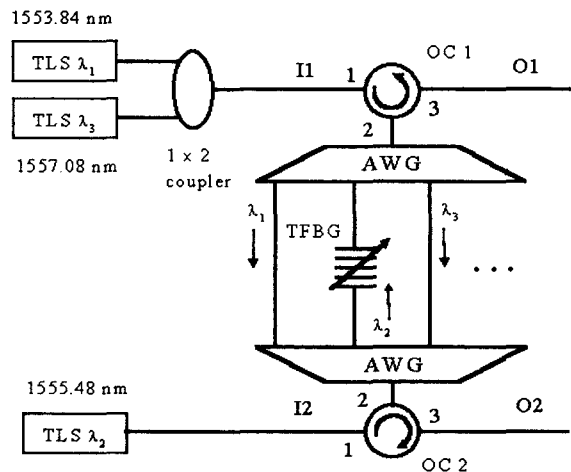 1553.84 nm
TLS λ1
TLS λ3
1557.08 nm
1 x 2
coupler
I1
1
OC 1
O1
2
3
AWG
λ1
TFBG
λ3
. . .
λ2
AWG
1555.48 nm
TLS λ2
I2
2
3
O2
1
OC 2